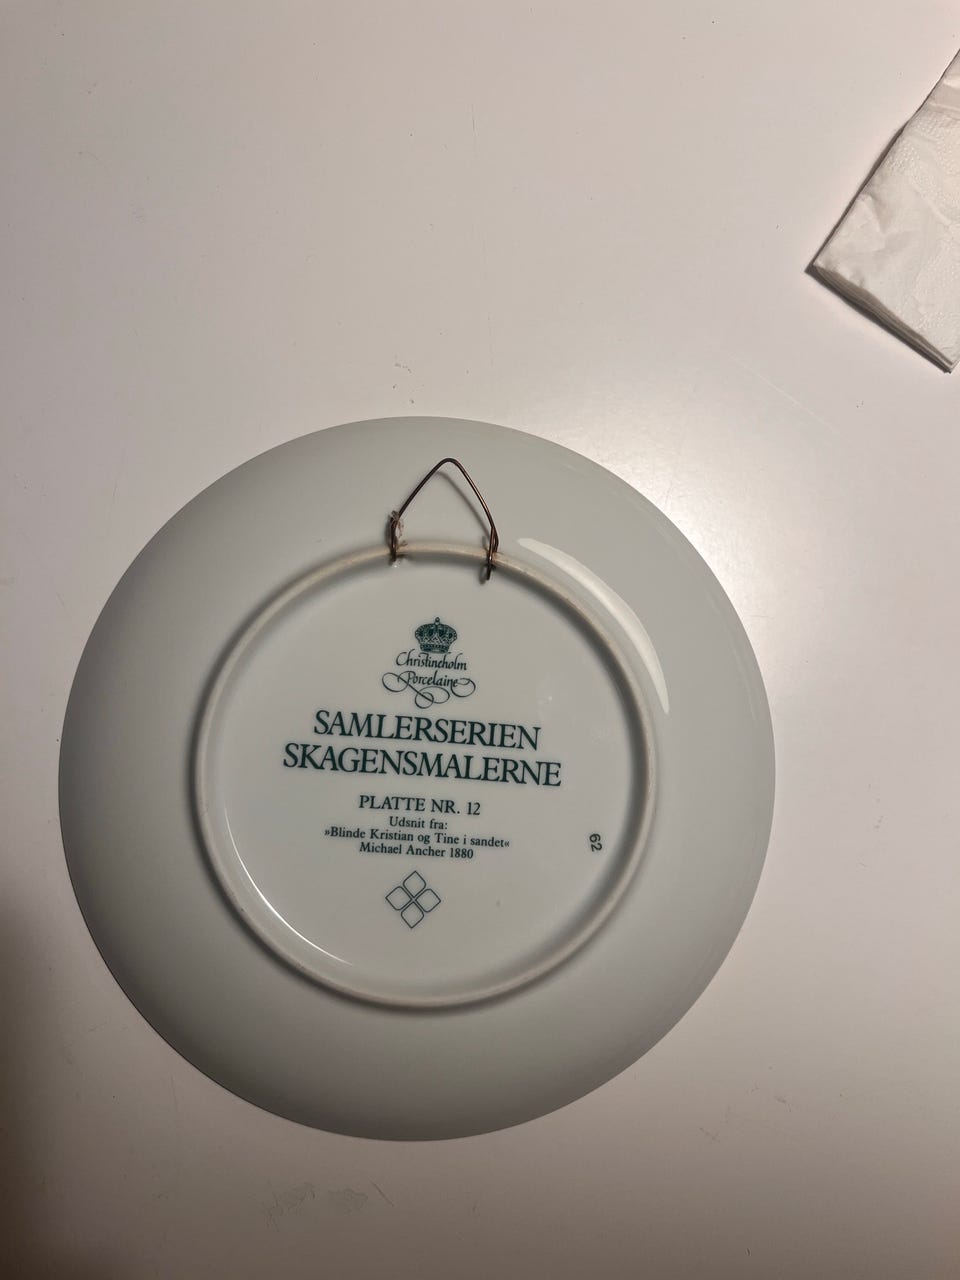 Christineholm
Porcelaine
SAMLERSERIEN
SKAGENSMALERNE
PLATTE NR. 12
Udsnit fra:
»Blinde Kristian og Tine i sandet«
Michael Ancher 1880
62